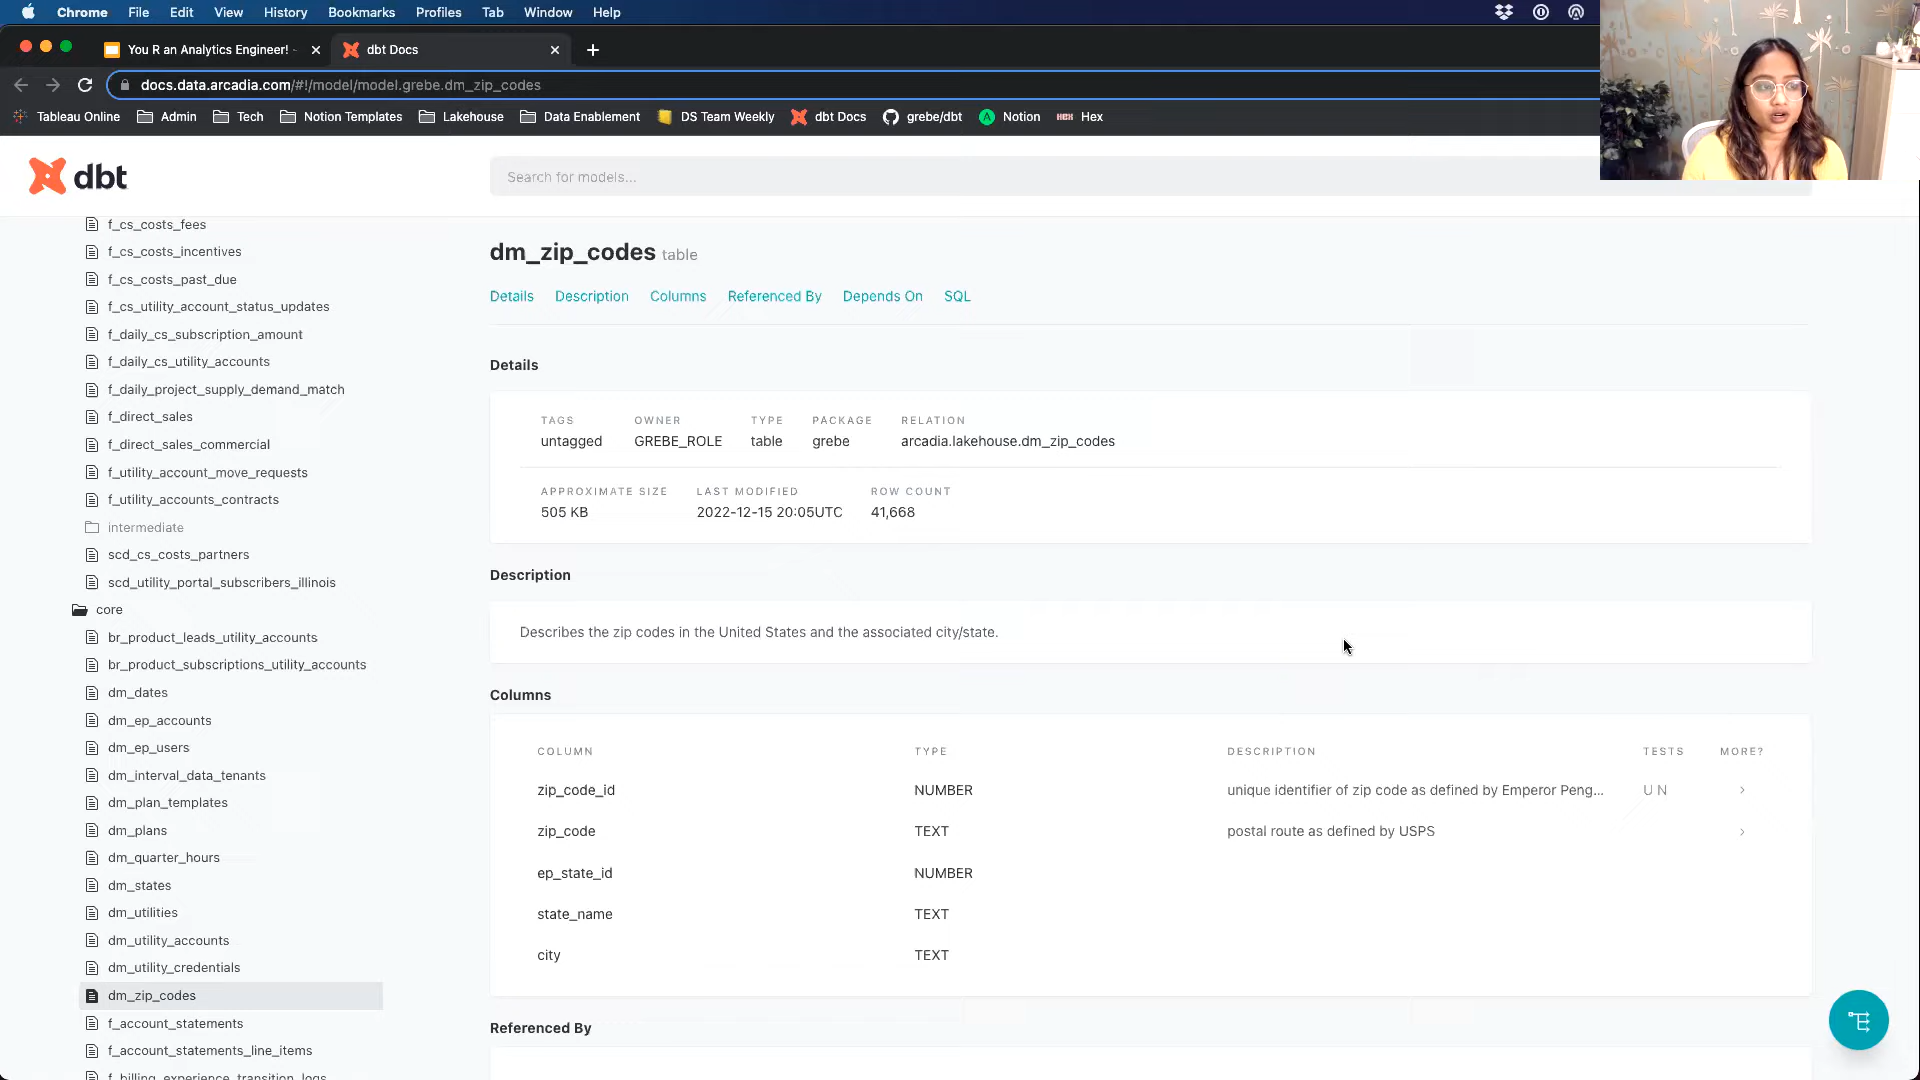 Chrome File Edit View History Bookmarks Profiles Tab Window Help
You R an Analytics Engineer! -
dbt Docs
docs.data.arcadia.com/#!/model/model.grebe.dm_zip_codes
Tableau Online Admin Tech Notion Templates Lakehouse Data Enablement DS Team Weekly dbt Docs grebe/dbt Notion HEX Hex
dbt
Search for models...
f_cs_costs_fees
f_cs_costs_incentives
f_cs_costs_past_due
f_cs_utility_account_status_updates
f_daily_cs_subscription_amount
f_daily_cs_utility_accounts
f_daily_project_supply_demand_match
f_direct_sales
f_direct_sales_commercial
f_utility_account_move_requests
f_utility_accounts_contracts
intermediate
scd_cs_costs_partners
scd_utility_portal_subscribers_illinois
core
br_product_leads_utility_accounts
br_product_subscriptions_utility_accounts
dm_dates
dm_ep_accounts
dm_ep_users
dm_interval_data_tenants
dm_plan_templates
dm_plans
dm_quarter_hours
dm_states
dm_utilities
dm_utility_accounts
dm_utility_credentials
dm_zip_codes
f_account_statements
f_account_statements_line_items
f_billing_experience_transition_logs
dm_zip_codes table
Details Description Columns Referenced By Depends On SQL
Details
TAGS OWNER TYPE PACKAGE RELATION
untagged GREBE_ROLE table grebe arcadia.lakehouse.dm_zip_codes
APPROXIMATE SIZE LAST MODIFIED ROW COUNT
505 KB 2022-12-15 20:05UTC 41,668
Description
Describes the zip codes in the United States and the associated city/state.
Columns
COLUMN TYPE DESCRIPTION TESTS MORE?
zip_code_id NUMBER unique identifier of zip code as defined by Emperor Peng... U N
zip_code TEXT postal route as defined by USPS
ep_state_id NUMBER
state_name TEXT
city TEXT
Referenced By